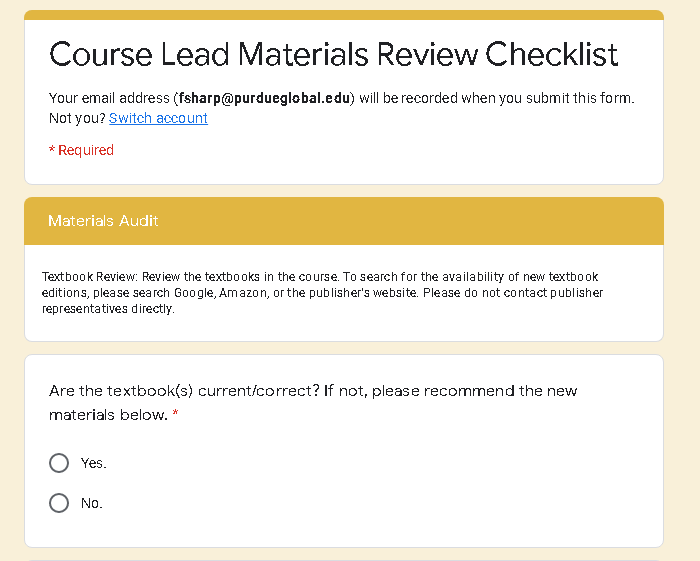 Course Lead Materials Review Checklist
Your email address (fsharp@purdueglobal.edu) will be recorded when you submit this form.
Not you? Switch account
* Required
Materials Audit
Textbook Review: Review the textbooks in the course. To search for the availability of new textbook
editions, please search Google, Amazon, or the publisher's website. Please do not contact publisher
representatives directly.
Are the textbook(s) current/correct? If not, please recommend the new
materials below. *
Yes.
No.